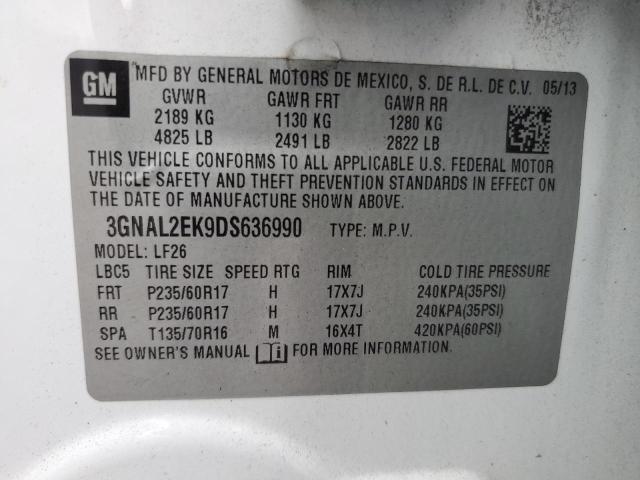 GM
MFD BY GENERAL MOTORS DE MEXICO, S. DE R.L. DE C.V. 05/13
GVWR GAWR FRT GAWR RR
2189 KG 1130 KG 1280 KG
4825 LB 2491 LB 2822 LB
THIS VEHICLE CONFORMS TO ALL APPLICABLE U.S. FEDERAL MOTOR
VEHICLE SAFETY AND THEFT PREVENTION STANDARDS IN EFFECT ON
THE DATE OF MANUFACTURE SHOWN ABOVE.
3GNAL2EK9DS636990 TYPE: M.P.V.
MODEL: LF26
LBC5 TIRE SIZE SPEED RTG RIM COLD TIRE PRESSURE
FRT P235/60R17 H 17X7J 240KPA(35PSI)
RR P235/60R17 H 17X7J 240KPA(35PSI)
SPA T135/70R16 M 16X4T 420KPA(60PSI)
SEE OWNER'S MANUAL FOR MORE INFORMATION.